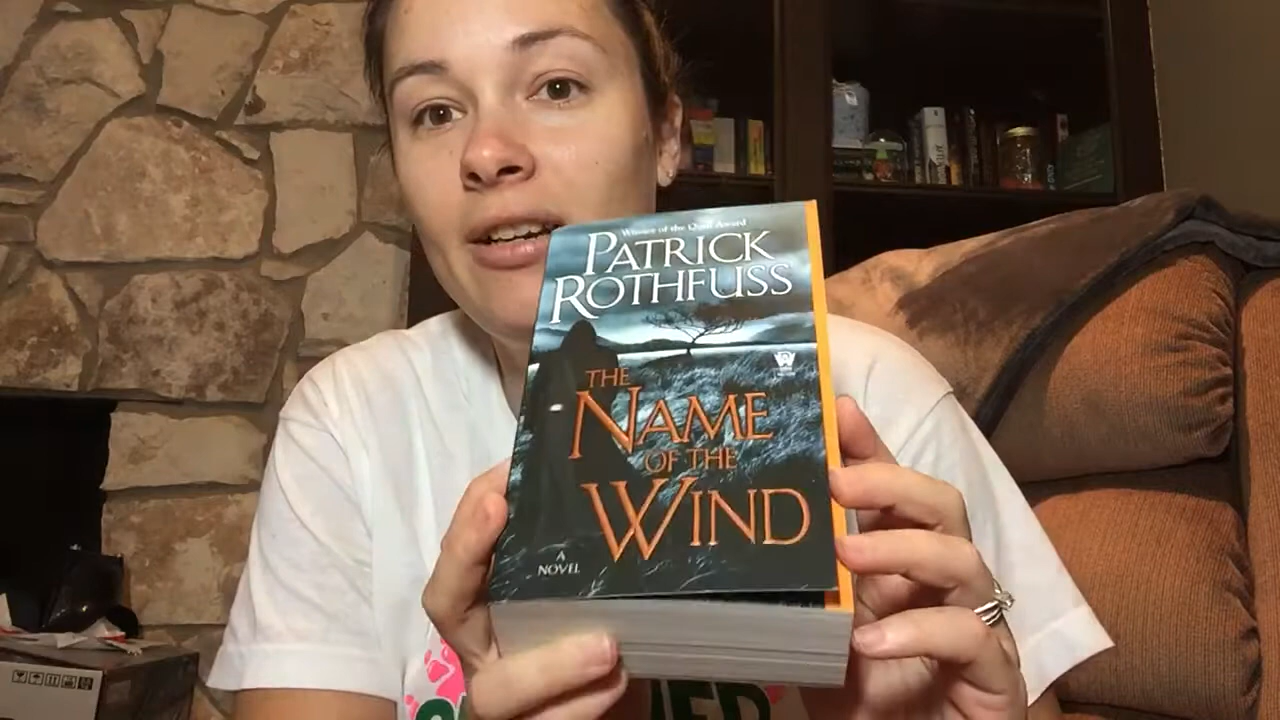 Winner of the Quill Award
PATRICK
ROTHFUSS
THE
NAME
OF THE
WIND
A
NOVEL